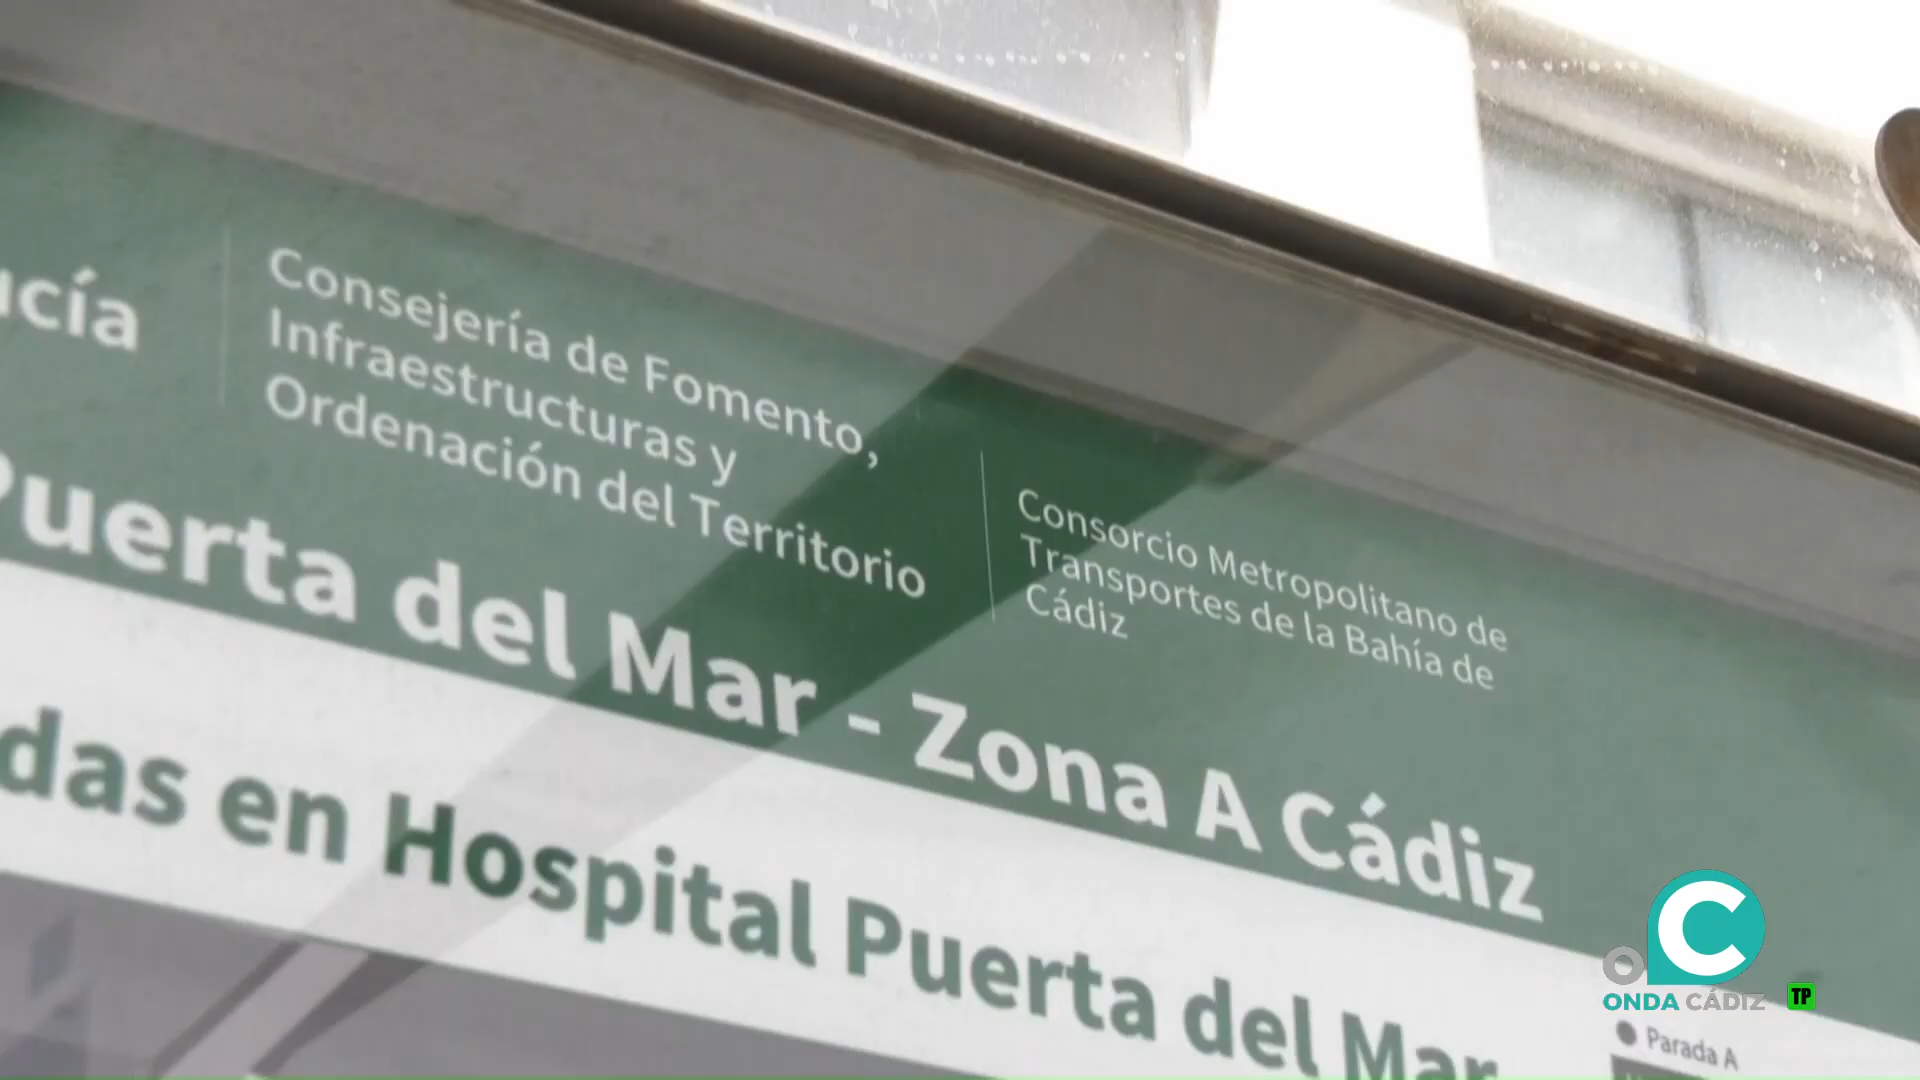 ucía
Consejería de Fomento,
Infraestructuras y
Ordenación del Territorio
Consorcio Metropolitano de
Transportes de la Bahía de
Cádiz
Puerta del Mar - Zona A Cádiz
das en Hospital Puerta del Mar
Parada A
ONDA CÁDIZ
TP